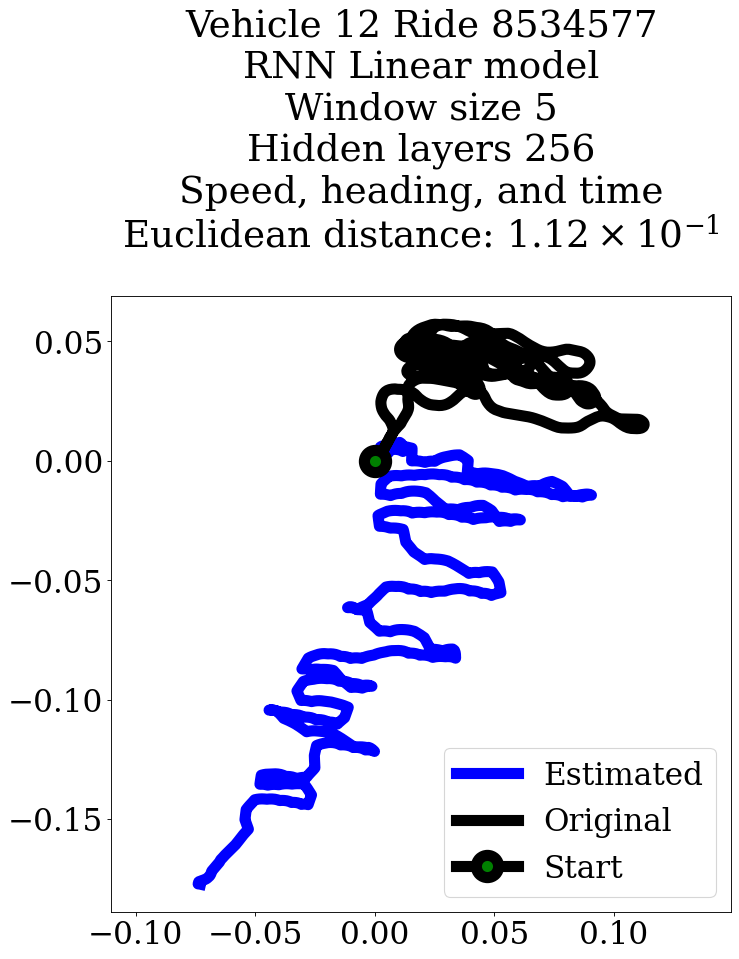 Vehicle 12 Ride 8534577
RNN Linear model
Window size 5
Hidden layers 256
Speed, heading, and time
Euclidean distance: 1.12 × 10⁻¹
0.05
0.00
−0.05
−0.10
−0.15
Estimated
Original
Start
−0.10 −0.05 0.00 0.05 0.10